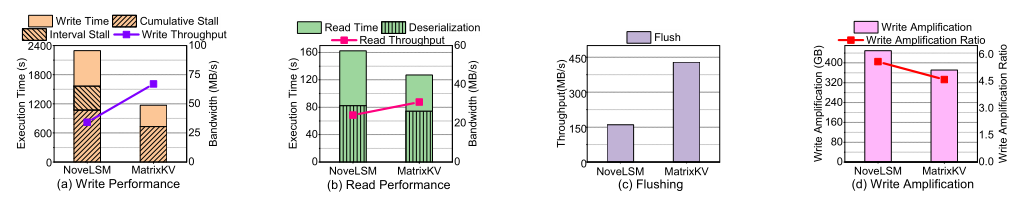 Write Time Cumulative Stall
Interval Stall Write Throughput
2400
1800
1200
600
0
Execution Time (s)
100
75
50
25
0
Bandwidth (MB/s)
NoveLSM MatrixKV
(a) Write Performance
Read Time Deserialization
Read Throughput
160
120
80
40
0
Execution Time (s)
60
40
20
0
Bandwidth (MB/s)
NoveLSM MatrixKV
(b) Read Performance
Flush
450
300
150
0
Throughput(MB/s)
NoveLSM MatrixKV
(c) Flushing
Write Amplification
Write Amplification Ratio
400
320
240
160
80
0
Write Amplification (GB)
6.0
4.5
3.0
1.5
0.0
Write Amplification Ratio
NoveLSM MatrixKV
(d) Write Amplification